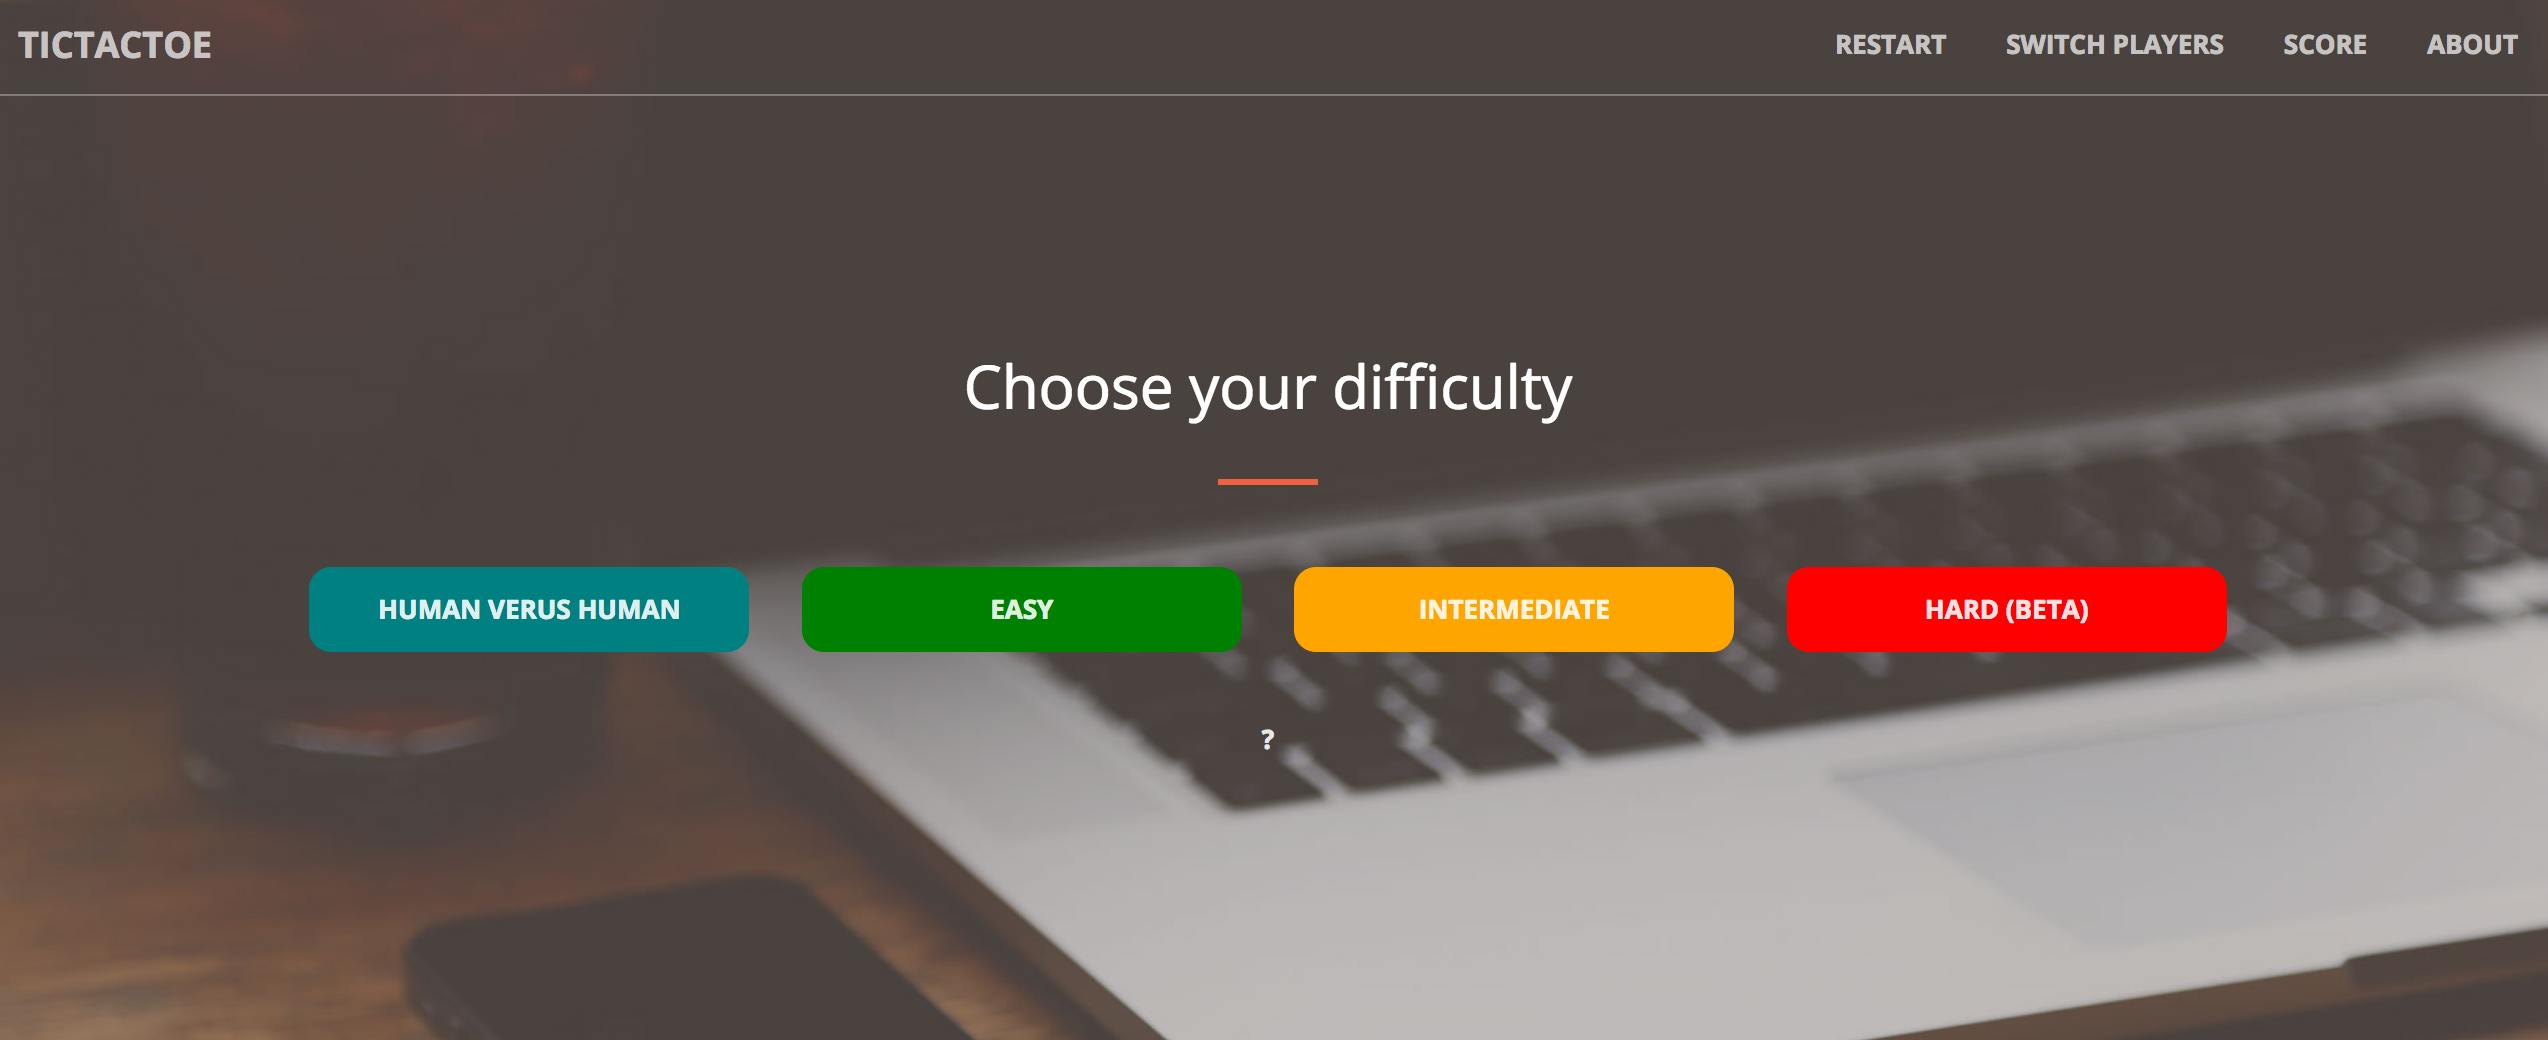 TICTACTOE
RESTART SWITCH PLAYERS SCORE ABOUT
Choose your difficulty
HUMAN VERUS HUMAN
EASY
INTERMEDIATE
HARD (BETA)
?